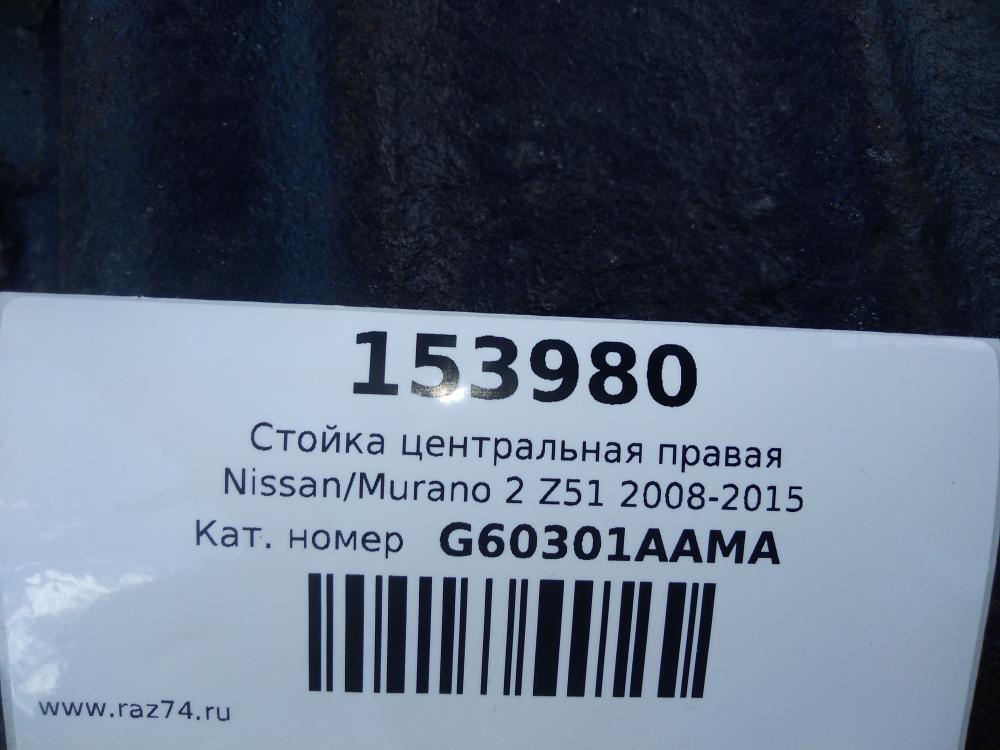 153980
Стойка центральная правая
Nissan/Murano 2 Z51 2008-2015
Кат. номер G60301AAMA
www.raz74.ru